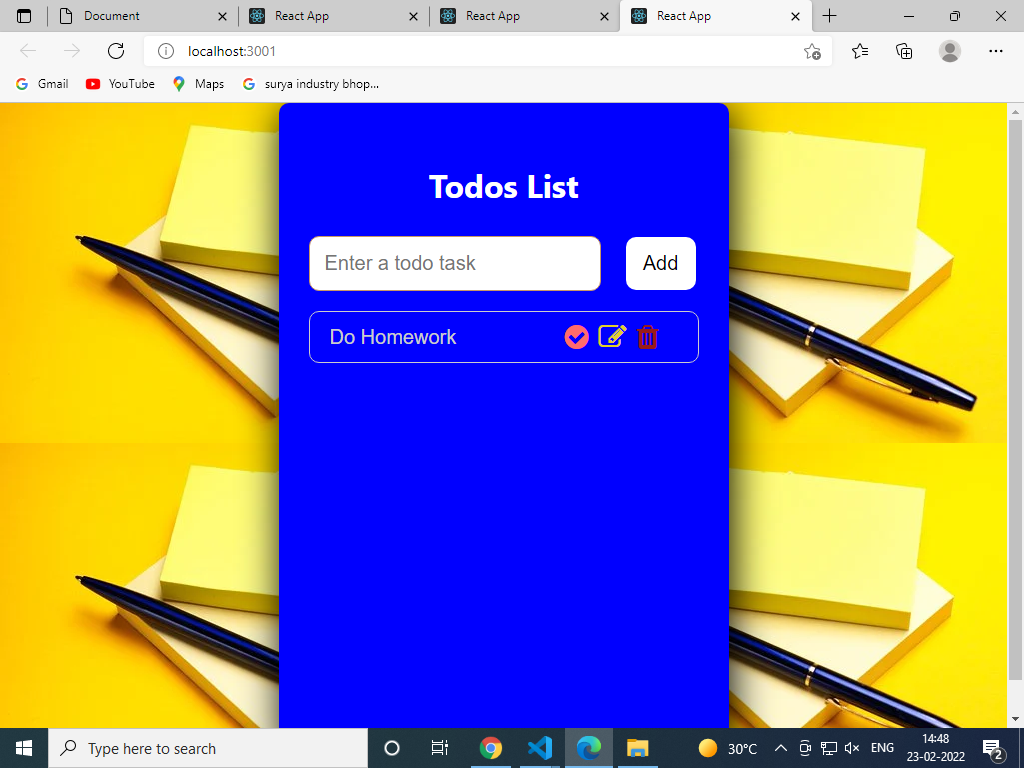 Document
React App
React App
React App
localhost:3001
Gmail
YouTube
Maps
surya industry bhop...
Todos List
Enter a todo task
Add
Do Homework
Type here to search
30°C
ENG
14:48
23-02-2022
2